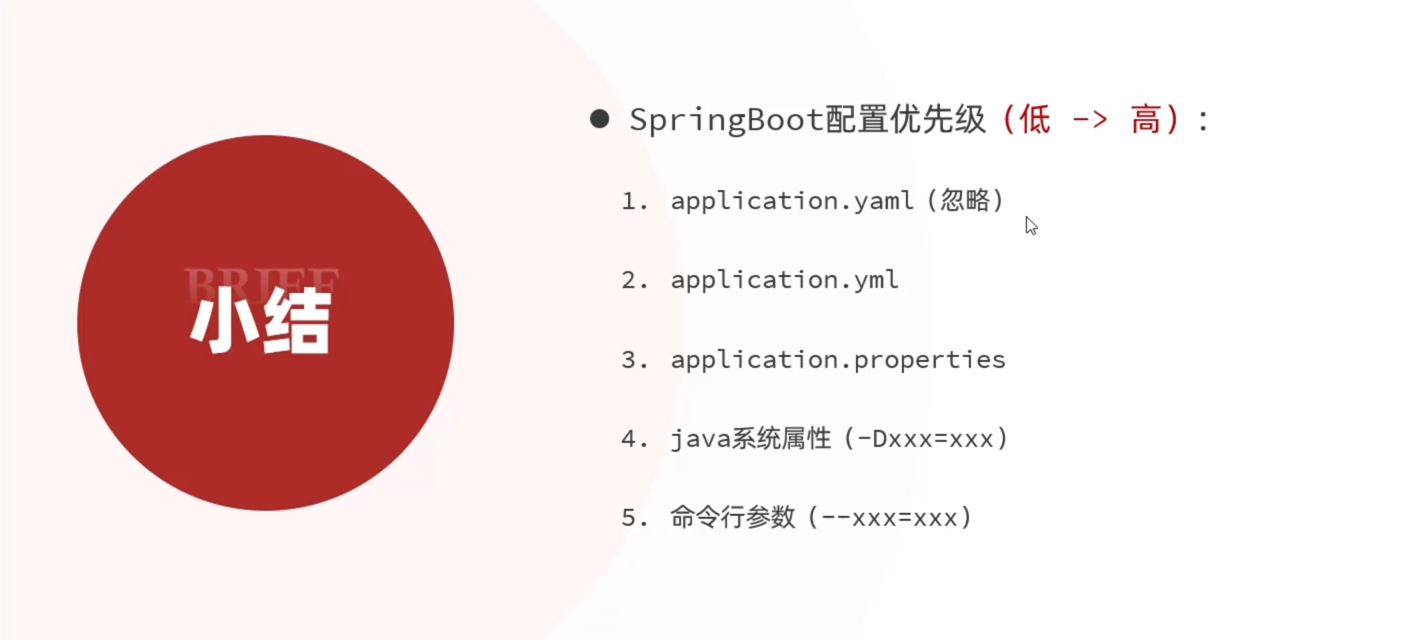 BRIEF
小结
● SpringBoot配置优先级（低 -> 高）:
1. application.yaml（忽略）
2. application.yml
3. application.properties
4. java系统属性（-Dxxx=xxx）
5. 命令行参数（--xxx=xxx）